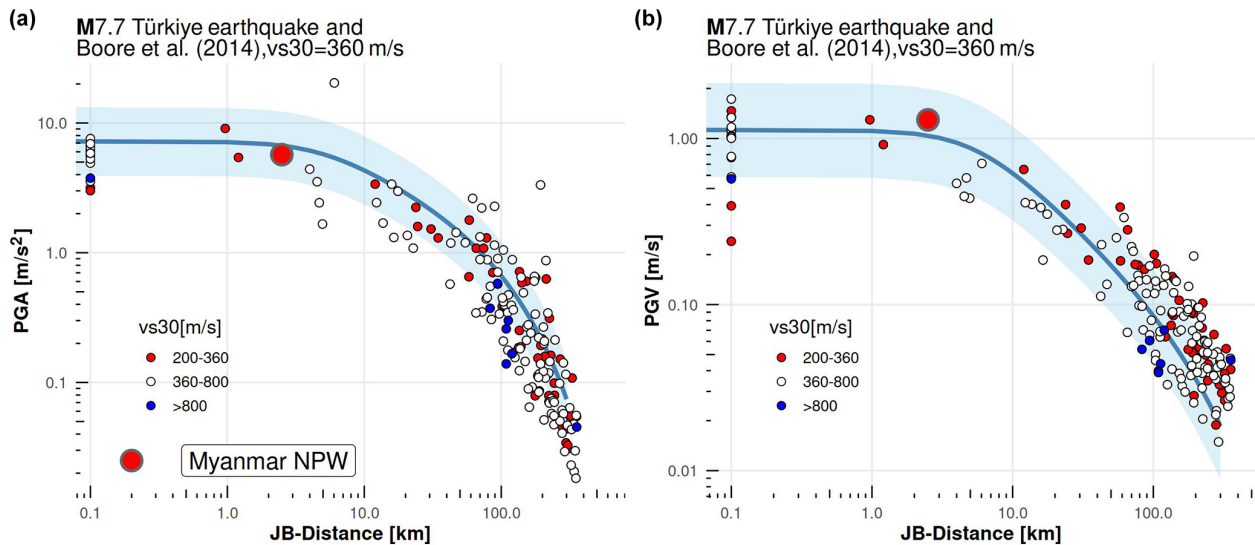 (a)
M7.7 Türkiye earthquake and
Boore et al. (2014),vs30=360 m/s
PGA [m/s²]
10.0
1.0
0.1
vs30[m/s]
200-360
360-800
>800
Myanmar NPW
0.1
1.0
10.0
100.0
JB-Distance [km]
(b)
M7.7 Türkiye earthquake and
Boore et al. (2014),vs30=360 m/s
PGV [m/s]
1.00
0.10
0.01
vs30[m/s]
200-360
360-800
>800
0.1
1.0
10.0
100.0
JB-Distance [km]